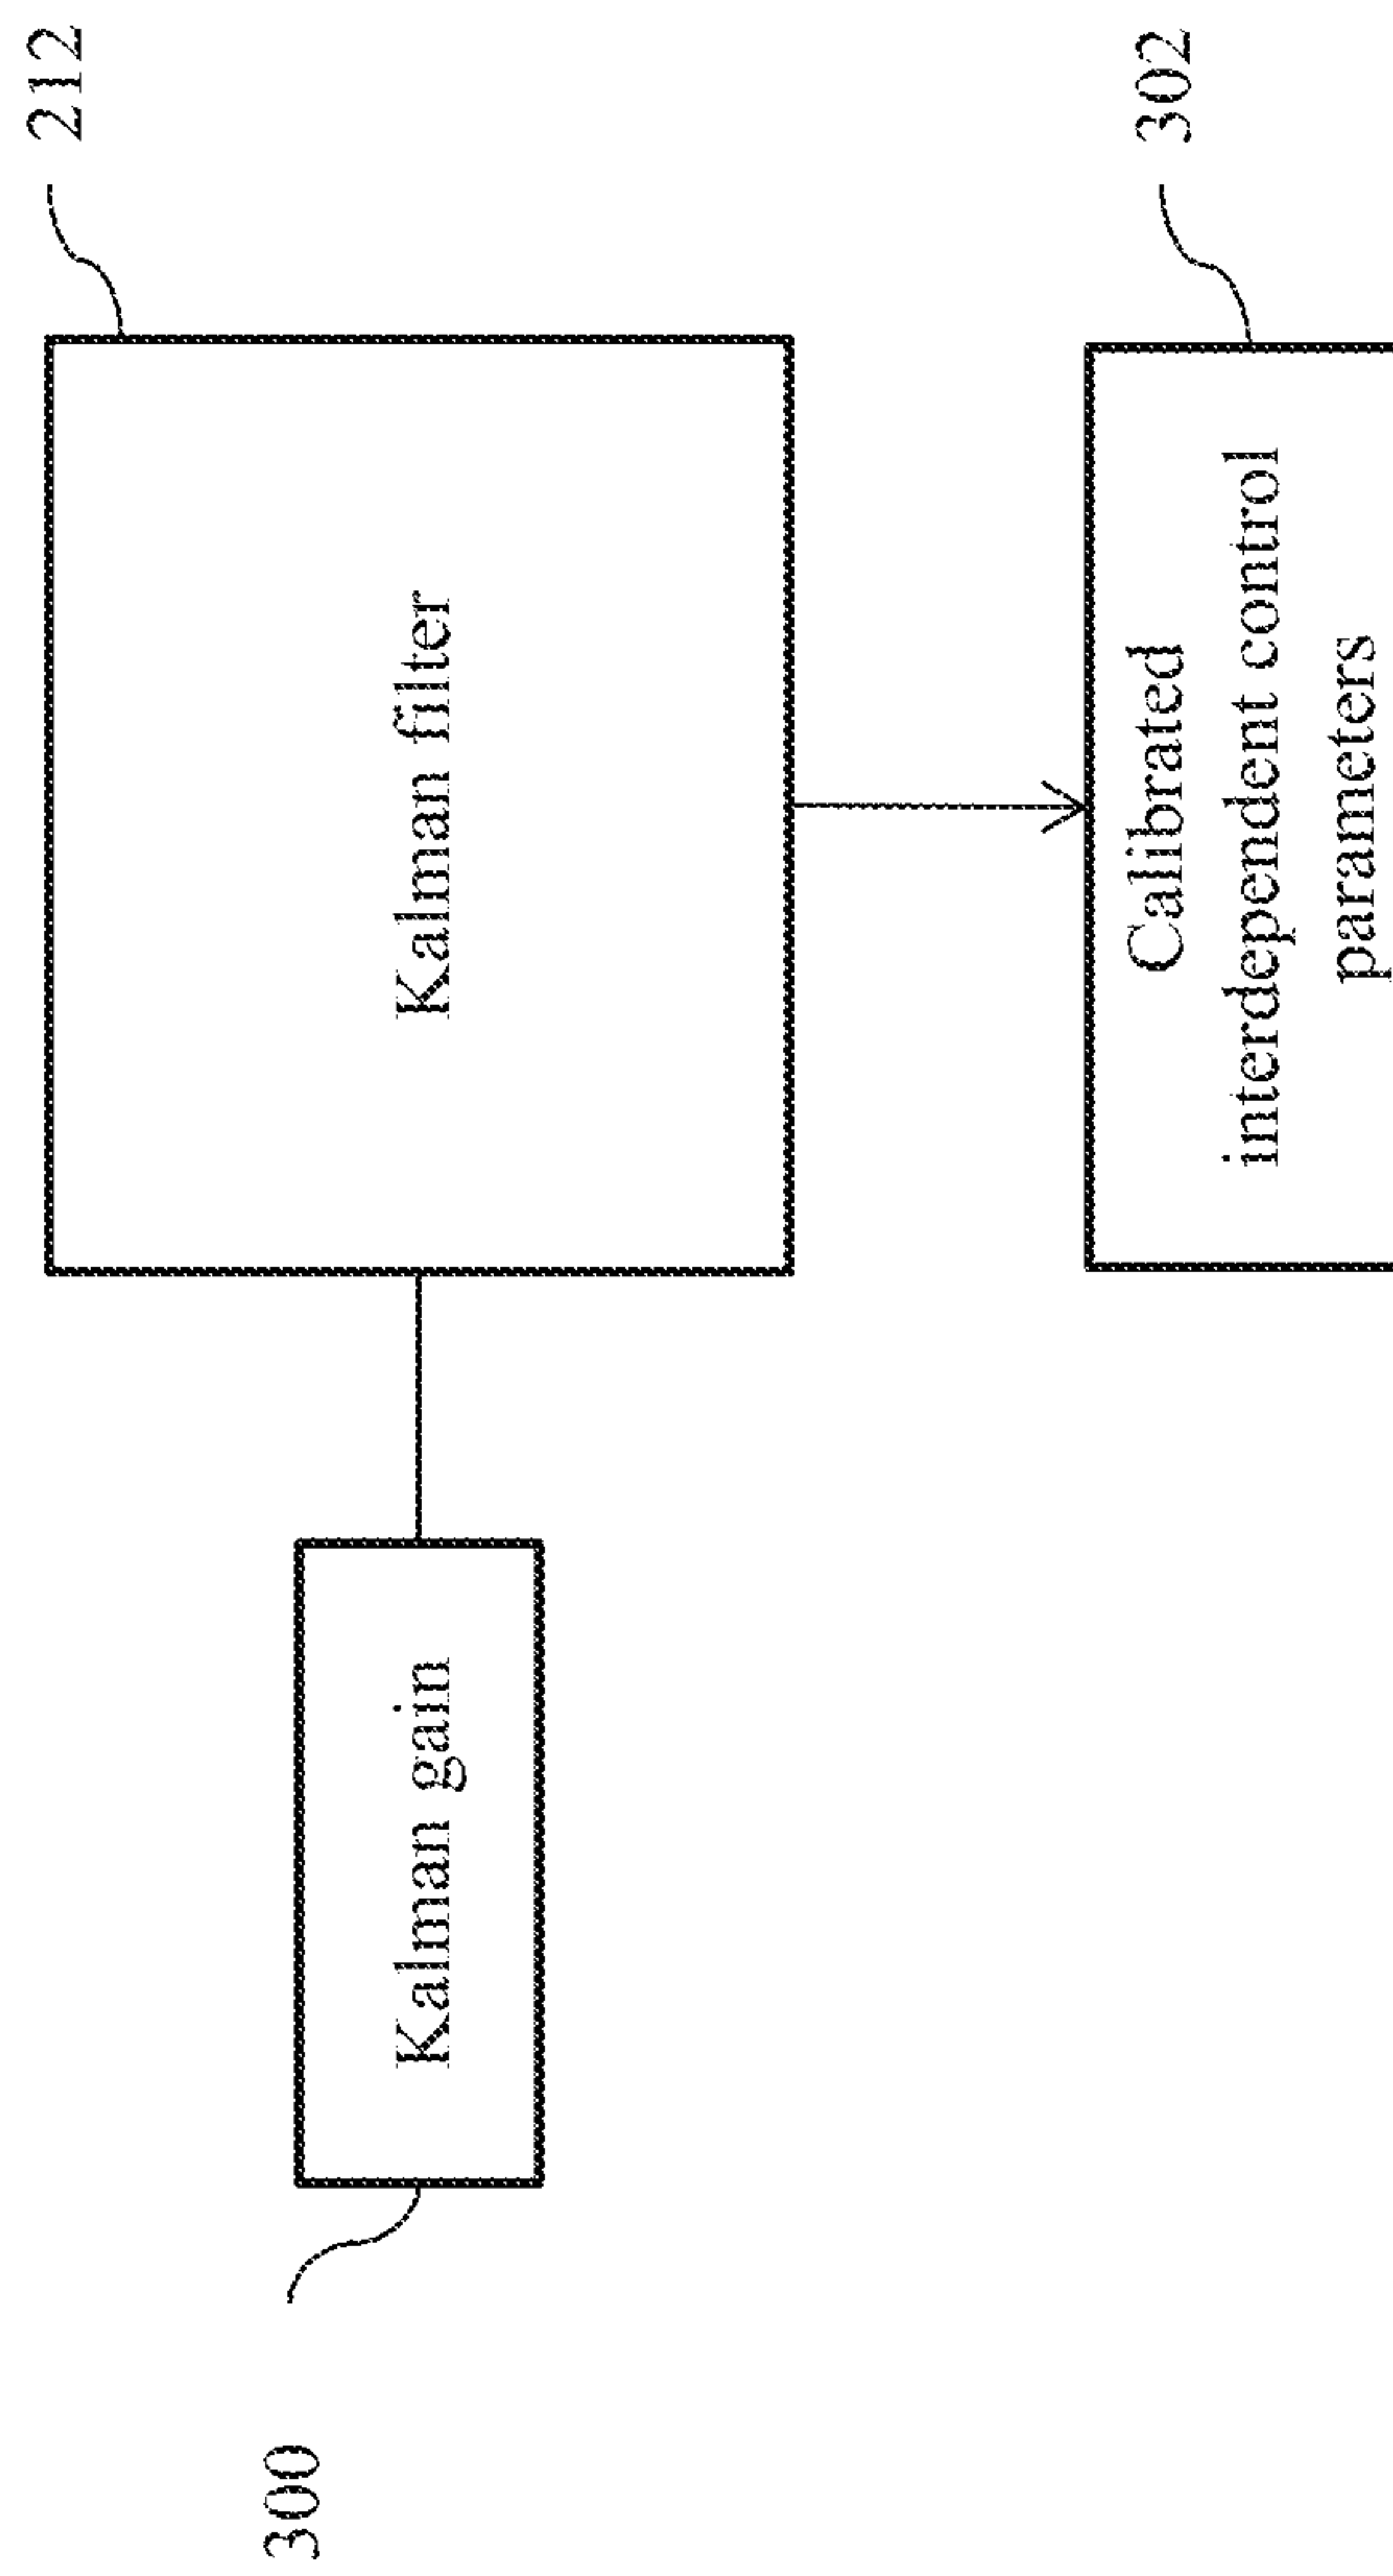 300
Kalman gain
Kalman filter
212
Calibrated
interdependent control
parameters
302